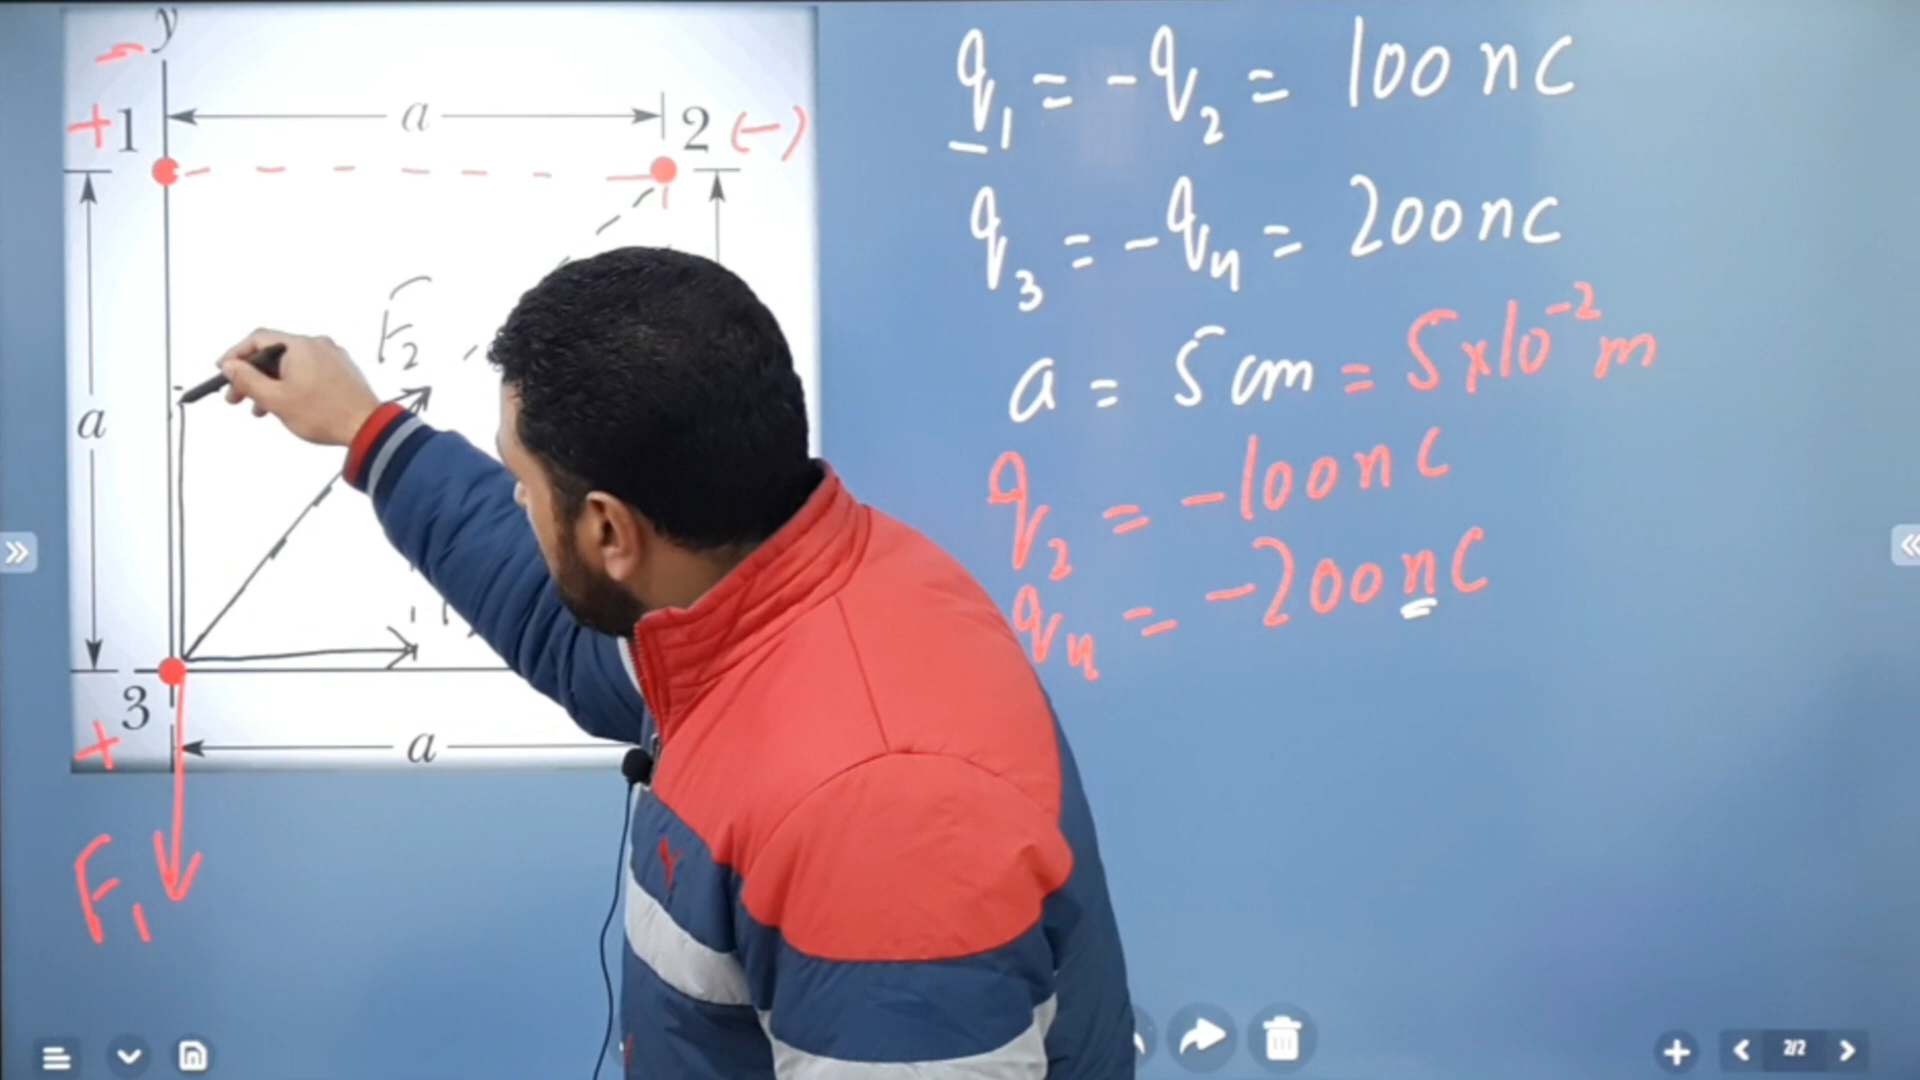 y
-
+1
a
2 (-)
a
F₂
3
+
a
F₁
q₁ = -q₂ = 100 nC
q₃ = -q₄ = 200 nC
a = 5 cm = 5×10⁻² m
q₂ = -100 nC
q₄ = -200 nC
2/2